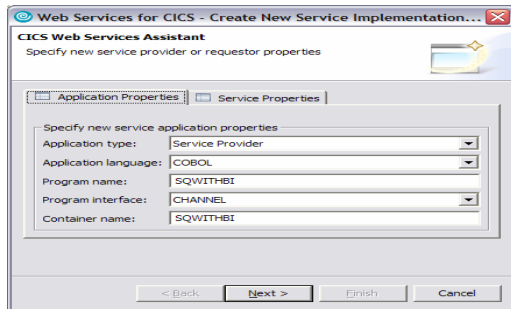 Web Services for CICS - Create New Service Implementation...
CICS Web Services Assistant
Specify new service provider or requestor properties
Application Properties Service Properties
Specify new service application properties
Application type: Service Provider
Application language: COBOL
Program name: SQWITHBI
Program interface: CHANNEL
Container name: SQWITHBI
< Back Next > Finish Cancel